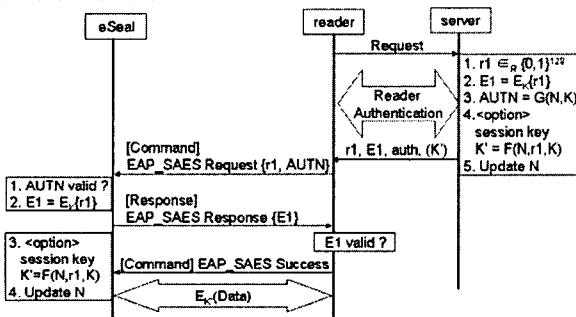 eSeal
reader
server
Request
1. r1 ∈R {0,1}¹²⁸
2. E1 = EK{r1}
3. AUTN = G(N,K)
4. <option>
session key
K' = F(N,r1,K)
5. Update N
Reader
Authentication
r1, E1, auth, (K')
[Command]
EAP_SAES Request {r1, AUTN}
1. AUTN valid ?
2. E1 = EK{r1}
[Response]
EAP_SAES Response {E1}
E1 valid ?
3. <option>
session key
K'=F(N,r1,K)
4. Update N
[Command] EAP_SAES Success
EK'(Data)